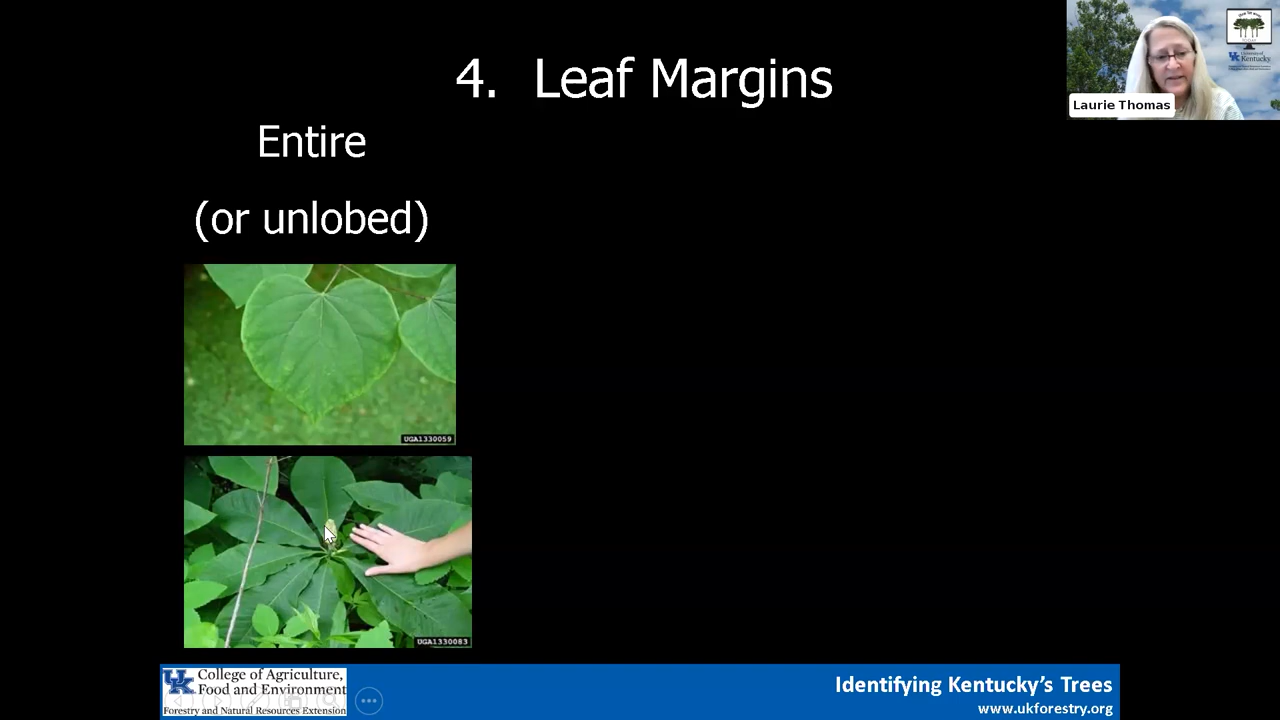 4. Leaf Margins
Entire
(or unlobed)
UGA1330059
UGA1330083
Laurie Thomas
College of Agriculture,
Food and Environment
Forestry and Natural Resources Extension
Identifying Kentucky's Trees
www.ukforestry.org